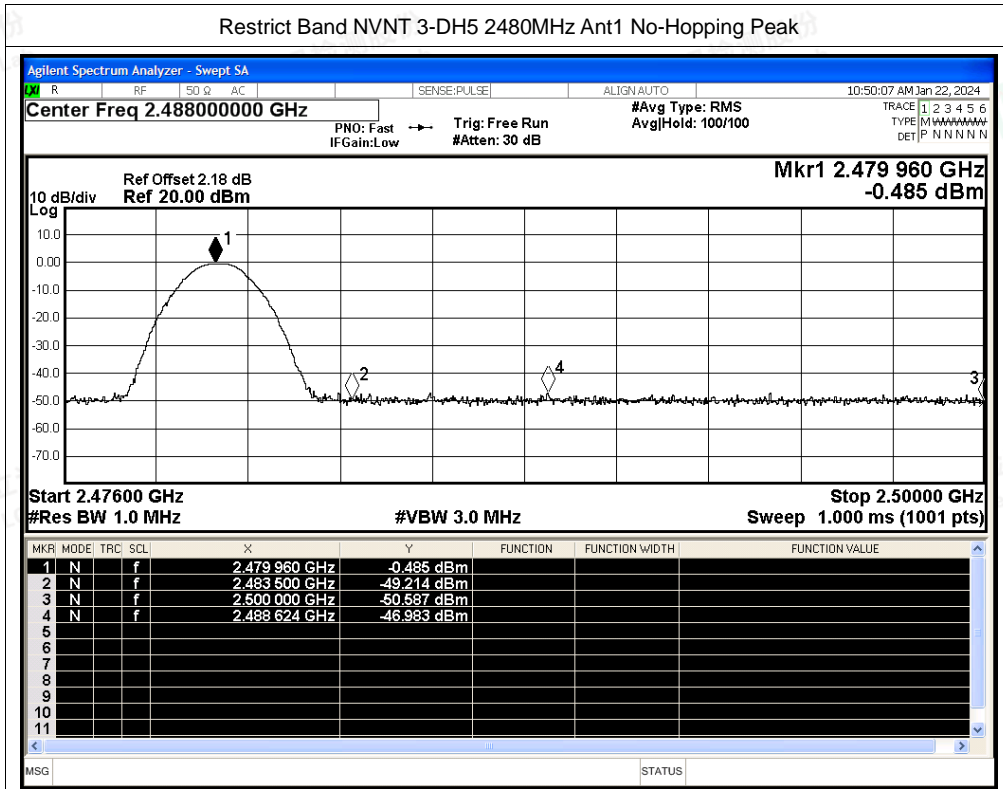 Restrict Band NVNT 3-DH5 2480MHz Ant1 No-Hopping Peak
Agilent Spectrum Analyzer - Swept SA
LXI R RF 50 Ω AC SENSE:PULSE ALIGN AUTO 10:50:07 AM Jan 22, 2024
Center Freq 2.488000000 GHz
PNO: Fast
IFGain:Low
Trig: Free Run
#Atten: 30 dB
#Avg Type: RMS
Avg|Hold: 100/100
TRACE 1 2 3 4 5 6
TYPE M
DET P N N N N N
Mkr1 2.479 960 GHz
-0.485 dBm
Ref Offset 2.18 dB
Ref 20.00 dBm
10 dB/div
Log
10.0
0.00
-10.0
-20.0
-30.0
-40.0
-50.0
-60.0
-70.0
1
2
4
3
Start 2.47600 GHz
Stop 2.50000 GHz
#Res BW 1.0 MHz
#VBW 3.0 MHz
Sweep 1.000 ms (1001 pts)
MKR MODE TRC SCL X Y FUNCTION FUNCTION WIDTH FUNCTION VALUE
1 N f 2.479 960 GHz -0.485 dBm
2 N f 2.483 500 GHz -49.214 dBm
3 N f 2.500 000 GHz -50.587 dBm
4 N f 2.488 624 GHz -46.983 dBm
5
6
7
8
9
10
11
MSG
STATUS